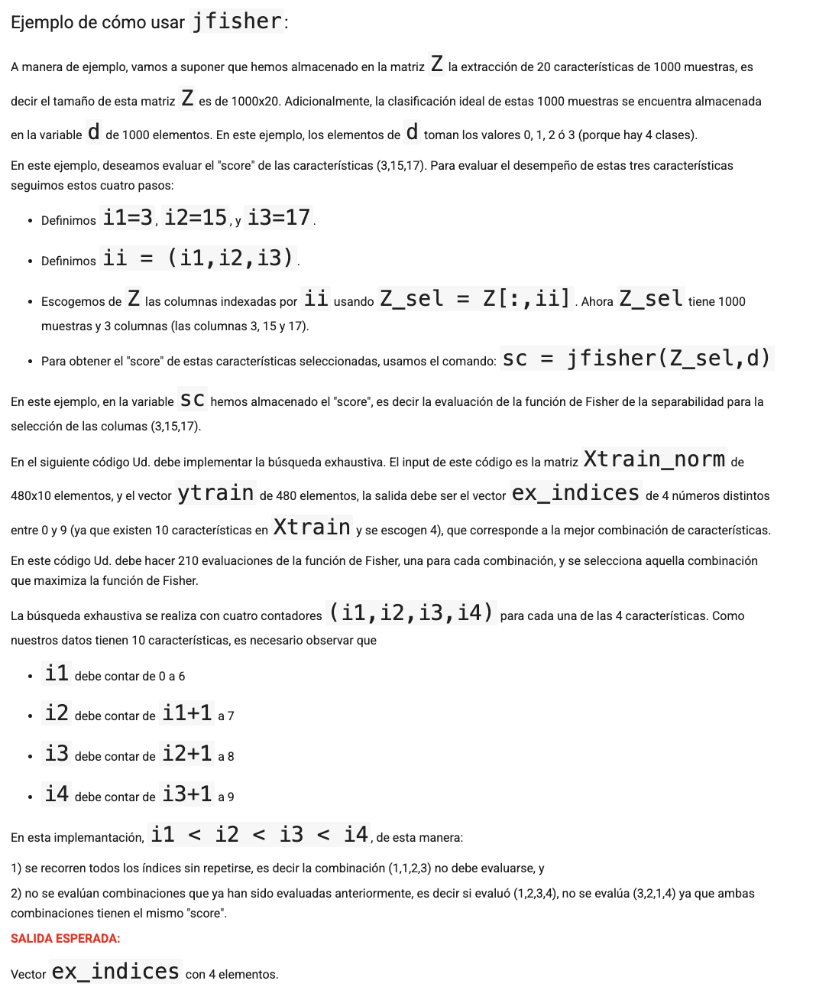 Ejemplo de cómo usar jfisher:
A manera de ejemplo, vamos a suponer que hemos almacenado en la matriz Z la extracción de 20 características de 1000 muestras, es
decir el tamaño de esta matriz Z es de 1000x20. Adicionalmente, la clasificación ideal de estas 1000 muestras se encuentra almacenada
en la variable d de 1000 elementos. En este ejemplo, los elementos de d toman los valores 0, 1, 2 ó 3 (porque hay 4 clases).
En este ejemplo, deseamos evaluar el "score" de las características (3,15,17). Para evaluar el desempeño de estas tres características
seguimos estos cuatro pasos:
• Definimos i1=3, i2=15, y i3=17.
• Definimos ii = (i1,i2,i3).
• Escogemos de Z las columnas indexadas por ii usando Z_sel = Z[:,ii]. Ahora Z_sel tiene 1000
muestras y 3 columnas (las columnas 3, 15 y 17).
• Para obtener el "score" de estas características seleccionadas, usamos el comando: sc = jfisher(Z_sel,d)
En este ejemplo, en la variable sc hemos almacenado el "score", es decir la evaluación de la función de Fisher de la separabilidad para la
selección de las columas (3,15,17).
En el siguiente código Ud. debe implementar la búsqueda exhaustiva. El input de este código es la matriz Xtrain_norm de
480x10 elementos, y el vector ytrain de 480 elementos, la salida debe ser el vector ex_indices de 4 números distintos
entre 0 y 9 (ya que existen 10 características en Xtrain y se escogen 4), que corresponde a la mejor combinación de características.
En este código Ud. debe hacer 210 evaluaciones de la función de Fisher, una para cada combinación, y se selecciona aquella combinación
que maximiza la función de Fisher.
La búsqueda exhaustiva se realiza con cuatro contadores (i1,i2,i3,i4) para cada una de las 4 características. Como
nuestros datos tienen 10 características, es necesario observar que
• i1 debe contar de 0 a 6
• i2 debe contar de i1+1 a 7
• i3 debe contar de i2+1 a 8
• i4 debe contar de i3+1 a 9
En esta implemantación, i1 < i2 < i3 < i4, de esta manera:
1) se recorren todos los índices sin repetirse, es decir la combinación (1,1,2,3) no debe evaluarse, y
2) no se evalúan combinaciones que ya han sido evaluadas anteriormente, es decir si evaluó (1,2,3,4), no se evalúa (3,2,1,4) ya que ambas
combinaciones tienen el mismo "score".
SALIDA ESPERADA:
Vector ex_indices con 4 elementos.